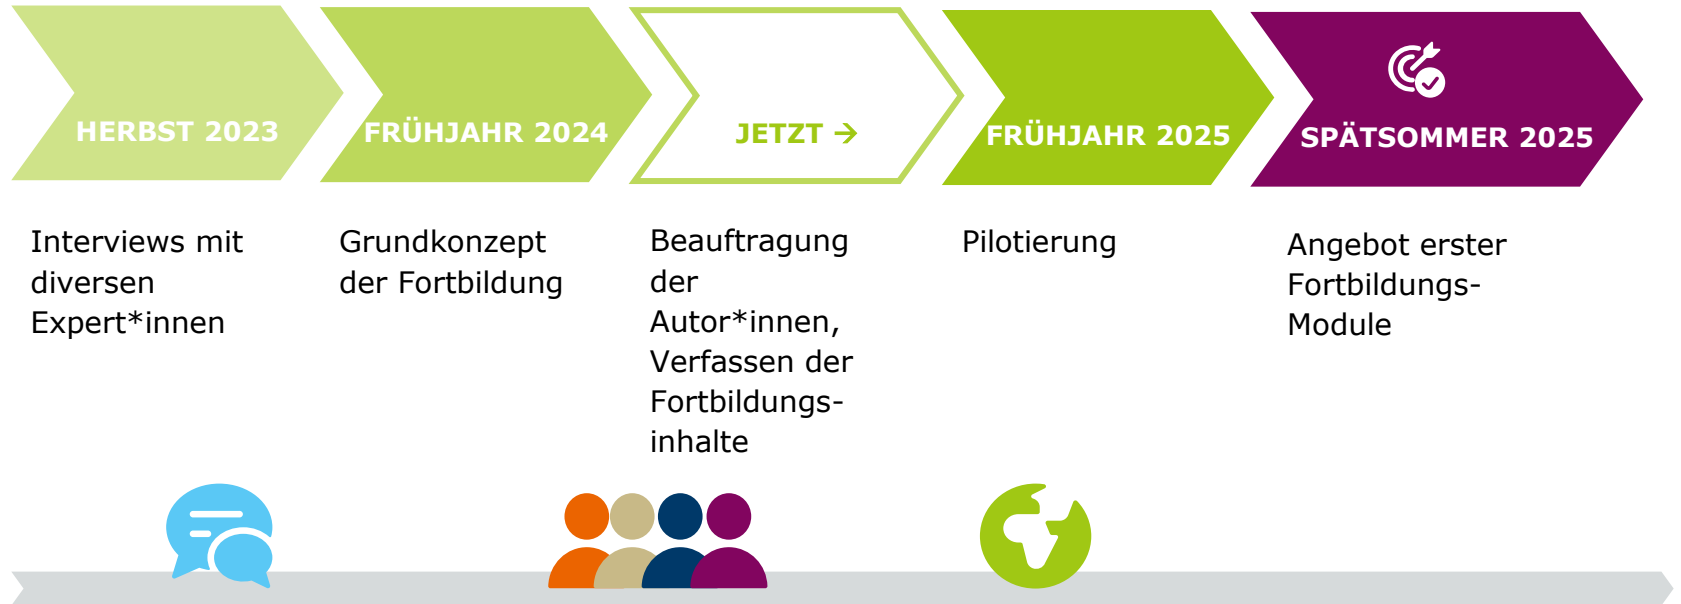 HERBST 2023
FRÜHJAHR 2024
JETZT →
FRÜHJAHR 2025
SPÄTSOMMER 2025
Interviews mit
diversen
Expert*innen
Grundkonzept
der Fortbildung
Beauftragung
der
Autor*innen,
Verfassen der
Fortbildungs-
inhalte
Pilotierung
Angebot erster
Fortbildungs-
Module